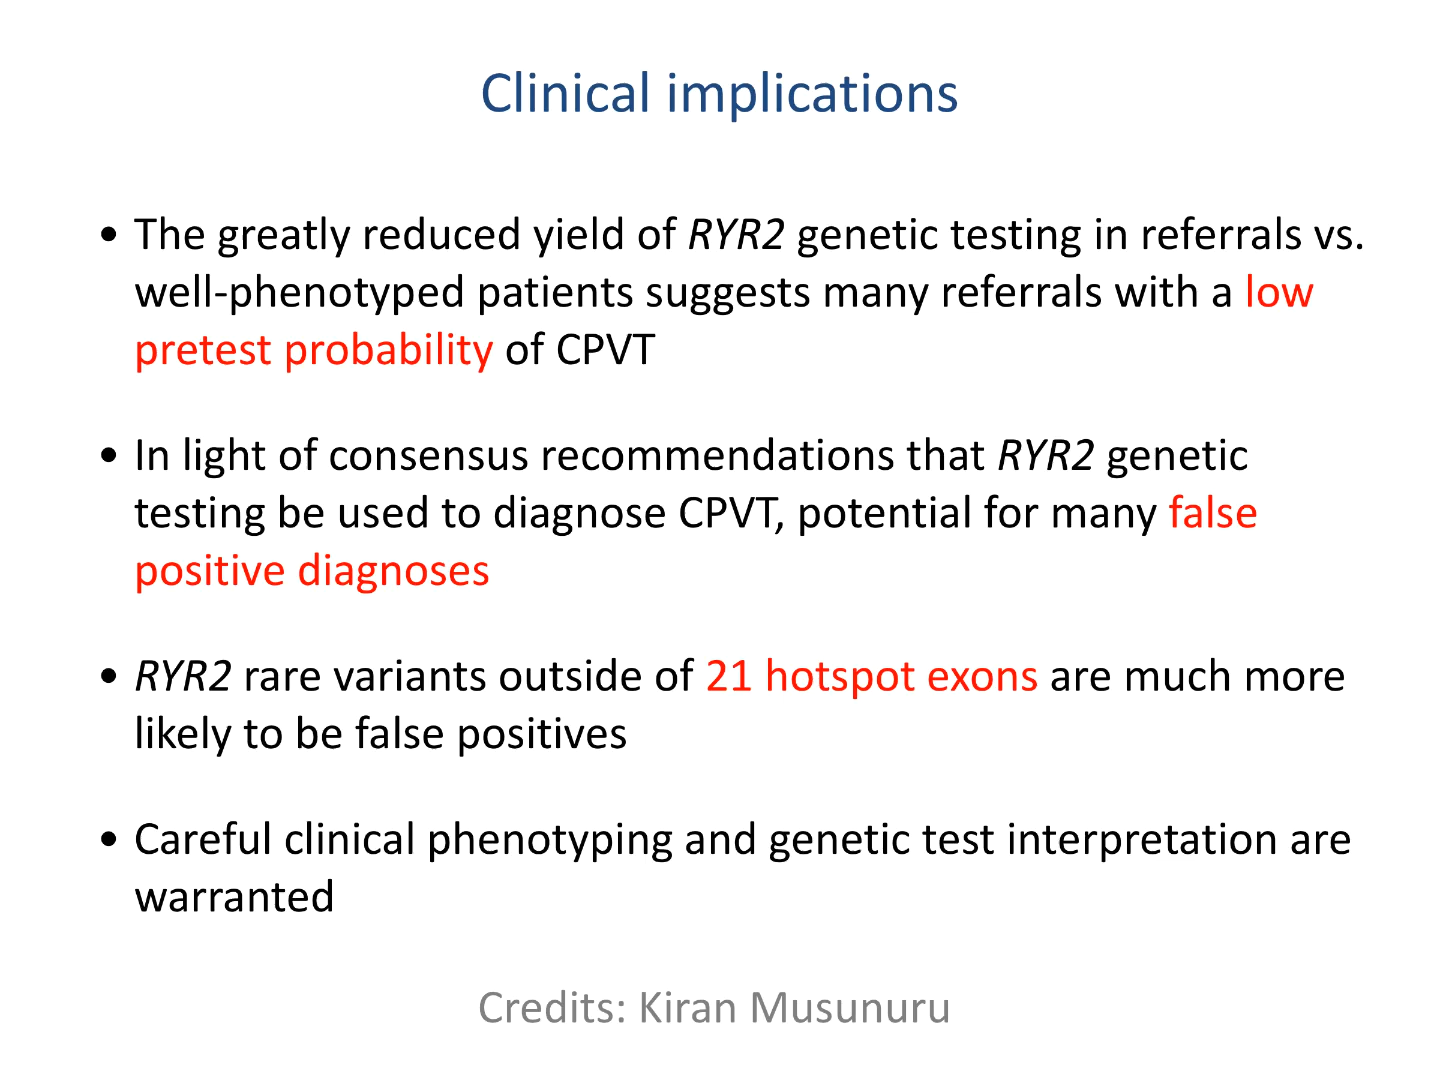 Clinical implications
• The greatly reduced yield of RYR2 genetic testing in referrals vs.
well-phenotyped patients suggests many referrals with a low
pretest probability of CPVT
• In light of consensus recommendations that RYR2 genetic
testing be used to diagnose CPVT, potential for many false
positive diagnoses
• RYR2 rare variants outside of 21 hotspot exons are much more
likely to be false positives
• Careful clinical phenotyping and genetic test interpretation are
warranted
Credits: Kiran Musunuru